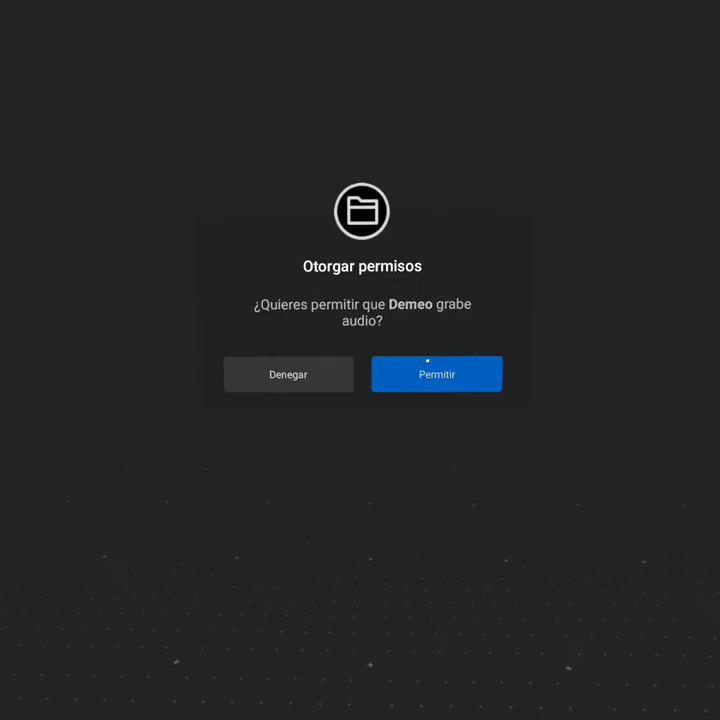 Otorgar permisos
¿Quieres permitir que Demeo grabe
audio?
Denegar
Permitir